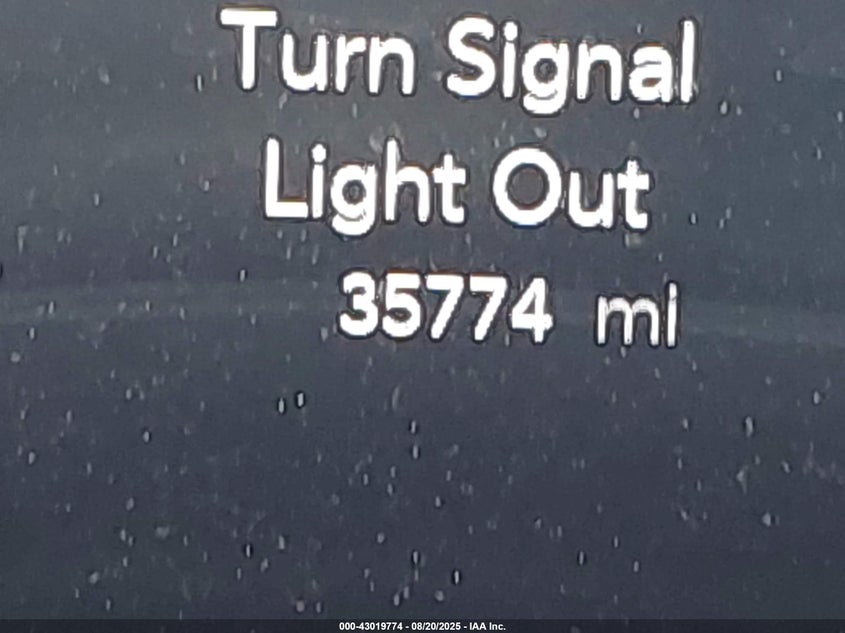 Turn Signal
Light Out
35774 mi
000-43019774 - 08/20/2025 - IAA Inc.